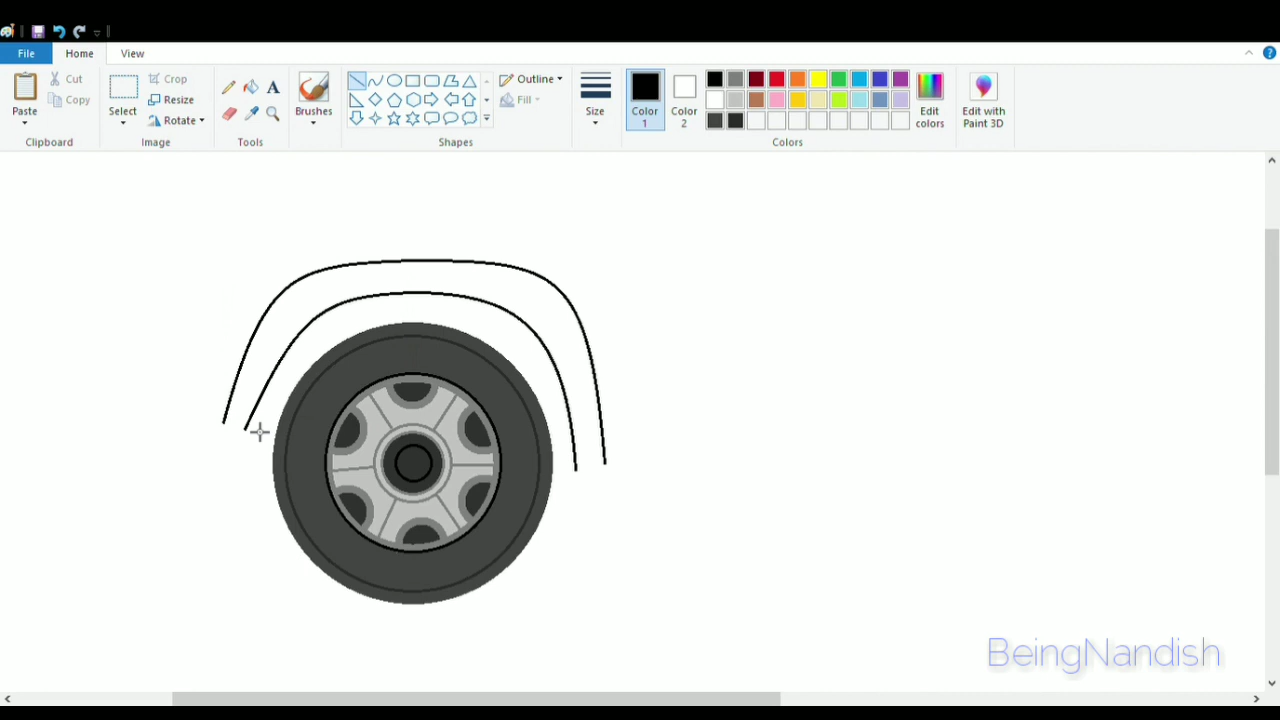 File Home View
Cut Crop Outline
Copy Resize Fill
Rotate
Paste Select Brushes Size Color 1 Color 2 Edit colors Edit with Paint 3D
Clipboard Image Tools Shapes Colors
BeingNandish